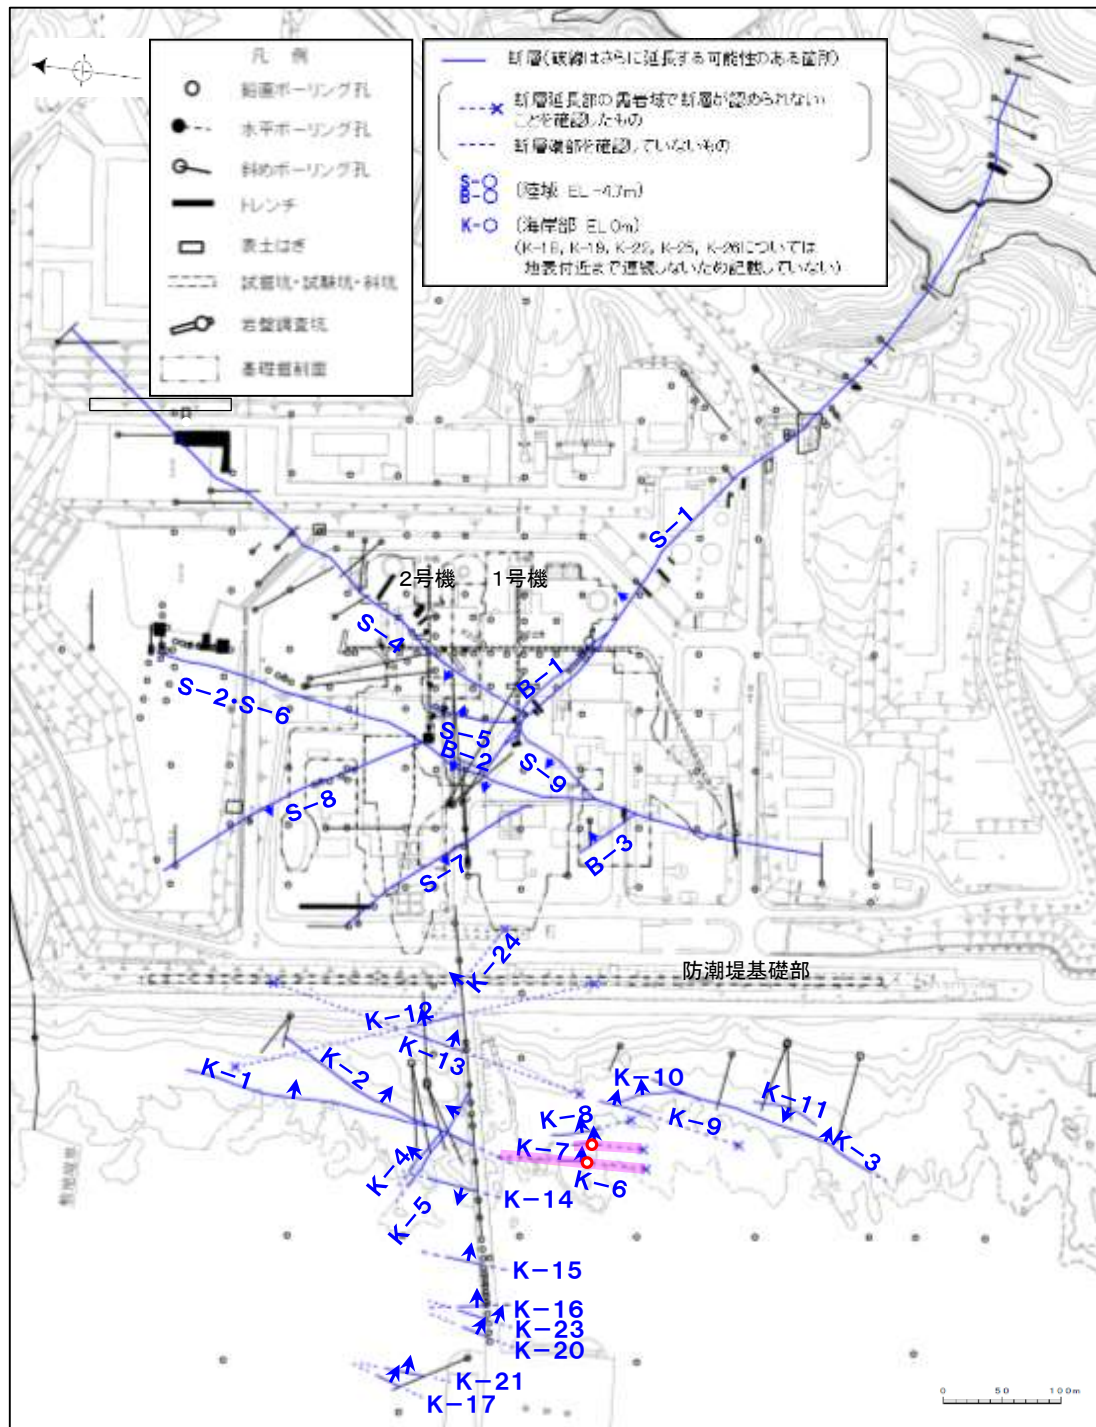 凡　例
鉛直ボーリング孔
水平ボーリング孔
斜めボーリング孔
トレンチ
表土はぎ
試掘坑・試験坑・斜坑
岩盤調査坑
基礎掘削面
断層(破線はさらに延長する可能性のある箇所)
断層延長部の露岩域で断層が認められない
ことを確認したもの
断層端部を確認していないもの
S-○
B-○
(陸域 EL -4.7m)
K-○
(海岸部 EL 0m)
(K-18, K-19, K-22, K-25, K-26については
地表付近まで連続しないため記載していない)
S-1
2号機
1号機
S-4
B-1
S-2・S-6
S-5
B-2
S-9
S-8
B-3
S-7
K-24
防潮堤基礎部
K-12
K-13
K-2
K-1
K-10
K-11
K-8
K-9
K-3
K-7
K-4
K-6
K-14
K-5
K-15
K-16
K-23
K-20
K-21
K-17
0
50
100m